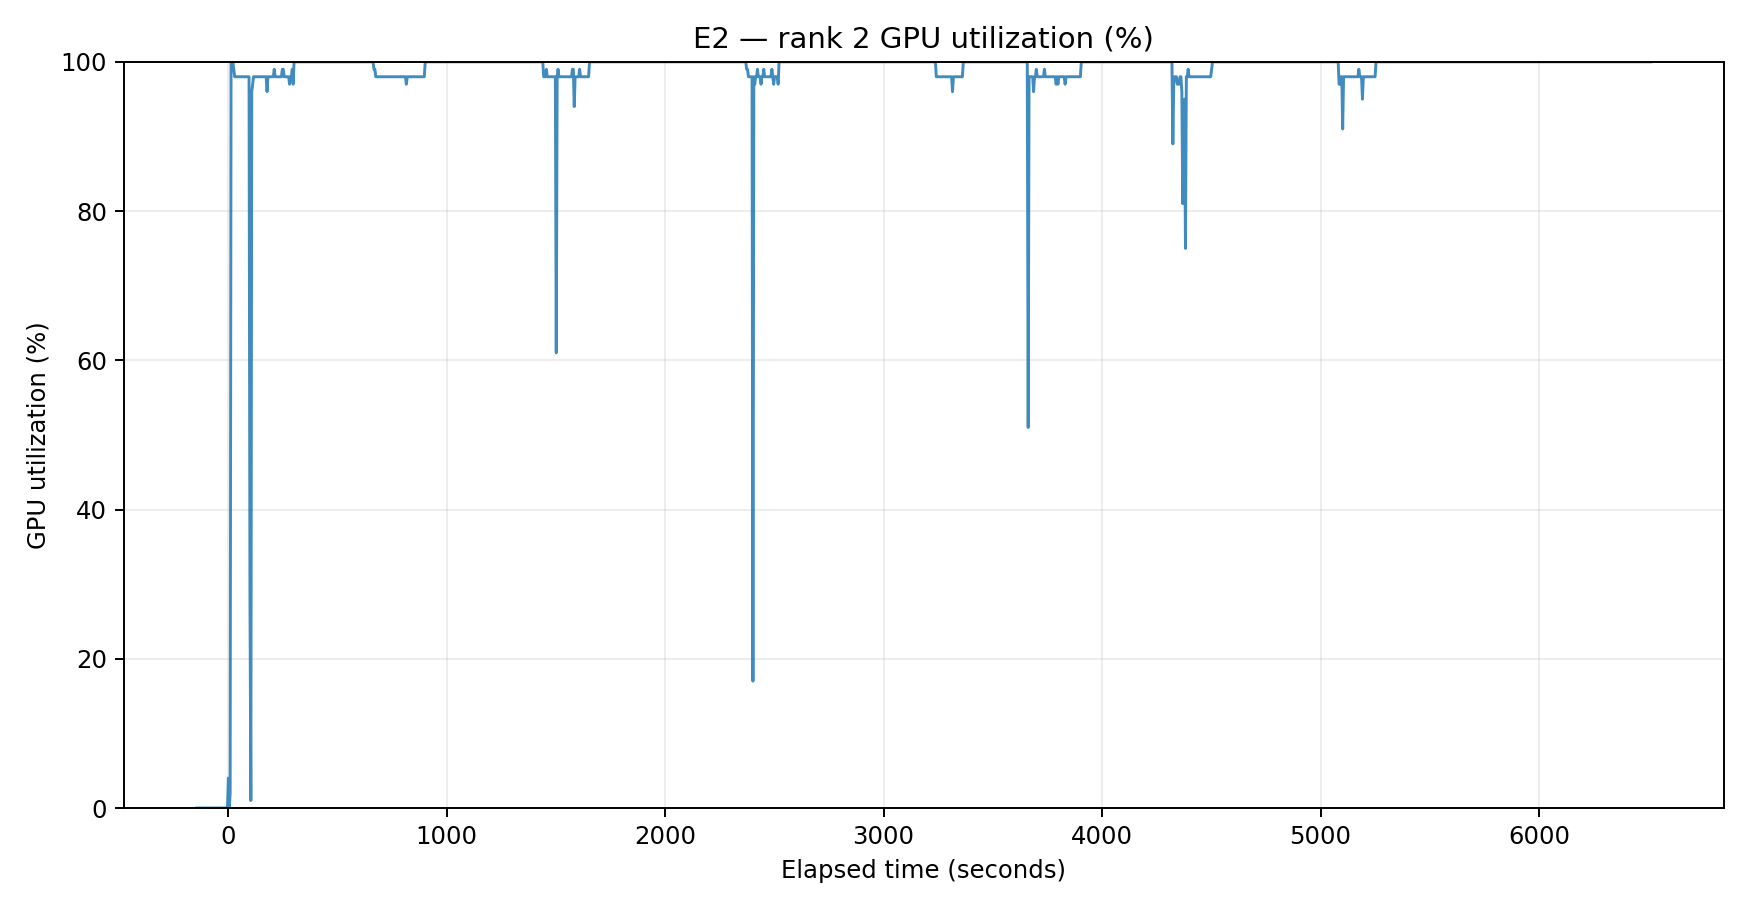 E2 — rank 2 GPU utilization (%)
GPU utilization (%)
100
80
60
40
20
0
0 1000 2000 3000 4000 5000 6000
Elapsed time (seconds)